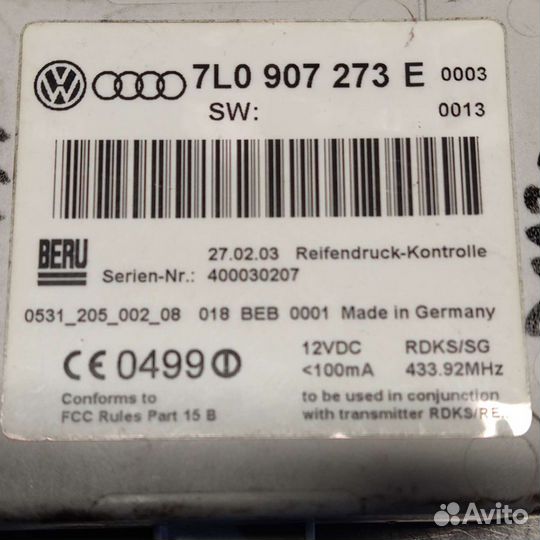 7L0 907 273 E 0003
SW: 0013
BERU
27.02.03 Reifendruck-Kontrolle
Serien-Nr.: 400030207
0531_205_002_08 018 BEB 0001 Made in Germany
CE 0499
12VDC RDKS/SG
<100mA 433.92MHz
Conforms to
FCC Rules Part 15 B
to be used in conjunction
with transmitter RDKS/RE
Avito